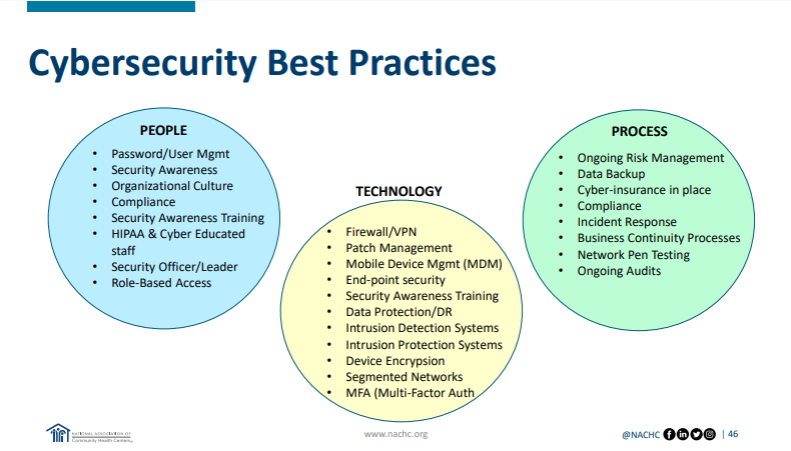 Cybersecurity Best Practices
PEOPLE
• Password/User Mgmt
• Security Awareness
• Organizational Culture
• Compliance
• Security Awareness Training
• HIPAA & Cyber Educated
staff
• Security Officer/Leader
• Role-Based Access
TECHNOLOGY
• Firewall/VPN
• Patch Management
• Mobile Device Mgmt (MDM)
• End-point security
• Security Awareness Training
• Data Protection/DR
• Intrusion Detection Systems
• Intrusion Protection Systems
• Device Encrypsion
• Segmented Networks
• MFA (Multi-Factor Auth
PROCESS
• Ongoing Risk Management
• Data Backup
• Cyber-insurance in place
• Compliance
• Incident Response
• Business Continuity Processes
• Network Pen Testing
• Ongoing Audits
NATIONAL ASSOCIATION OF
Community Health Centers
www.nachc.org
@NACHC
| 46